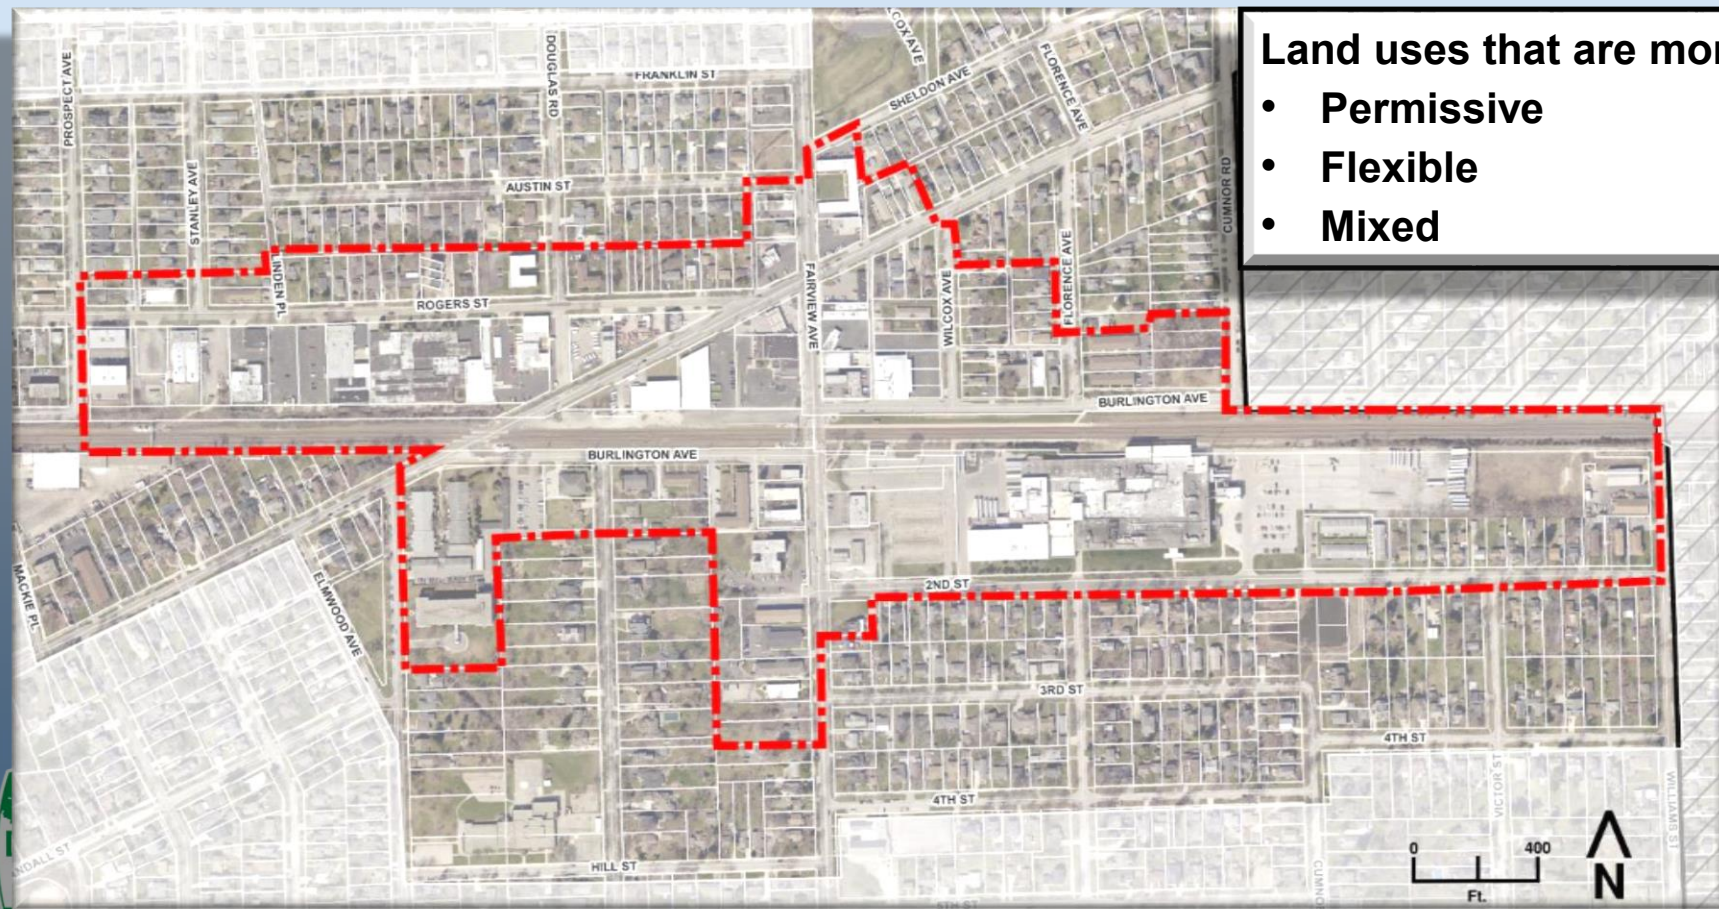 Land uses that are mor
• Permissive
• Flexible
• Mixed
PROSPECT AVE
DOUGLAS RD
FRANKLIN ST
SHELDON AVE
FLORENCE AVE
STANLEY AVE
AUSTIN ST
CUMNOR RD
LINDEN PL
ROGERS ST
FAIRVIEW AVE
WILCOX AVE
FLORENCE AVE
BURLINGTON AVE
BURLINGTON AVE
MACKIE PL
ELMWOOD AVE
2ND ST
3RD ST
4TH ST
4TH ST
VICTOR ST
WILLIAMS ST
HILL ST
5TH ST
0 400
Ft.
N